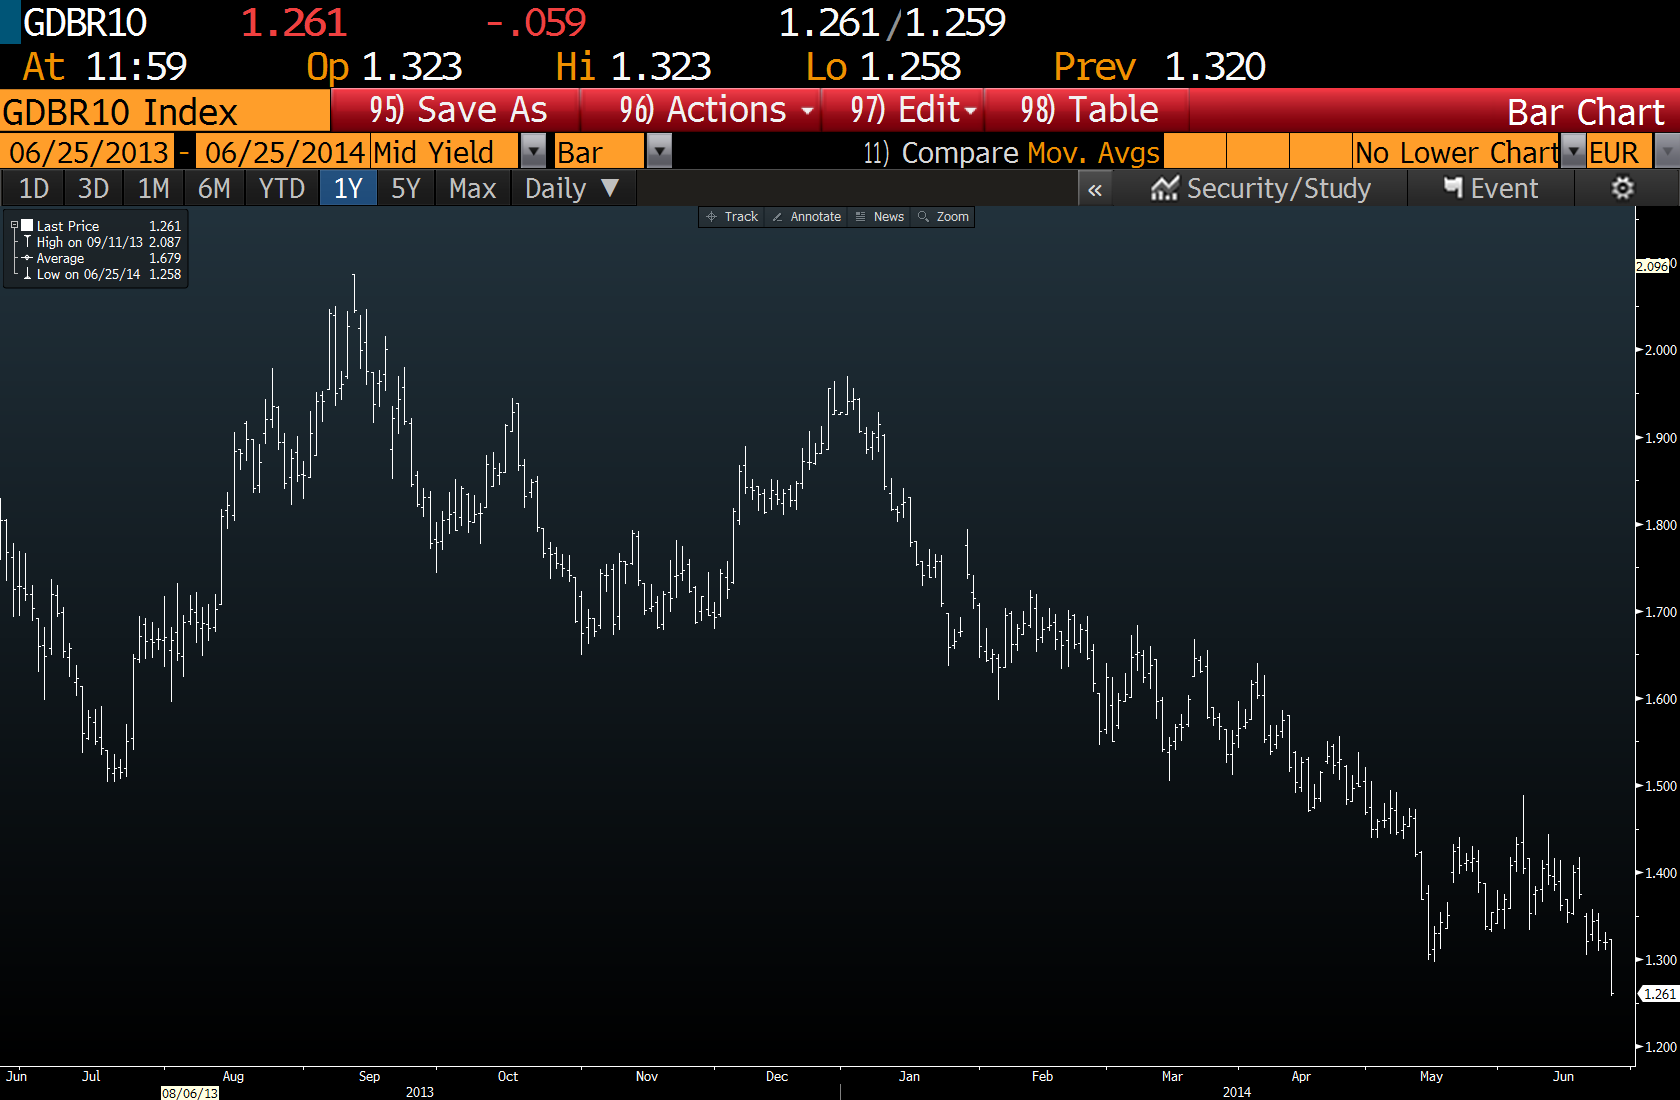 GDBR10 1.261 -.059 1.261/1.259
At 11:59 Op 1.323 Hi 1.323 Lo 1.258 Prev 1.320
GDBR10 Index 95) Save As 96) Actions 97) Edit 98) Table Bar Chart
06/25/2013 - 06/25/2014 Mid Yield Bar 11) Compare Mov. Avgs No Lower Chart EUR
1D 3D 1M 6M YTD 1Y 5Y Max Daily ▼ « Security/Study Event
Track Annotate News Zoom
Last Price 1.261
High on 09/11/13 2.087
Average 1.679
Low on 06/25/14 1.258
2.096
2.000
1.900
1.800
1.700
1.600
1.500
1.400
1.300
1.261
1.200
Jun Jul Aug Sep Oct Nov Dec Jan Feb Mar Apr May Jun
08/06/13 2013 2014